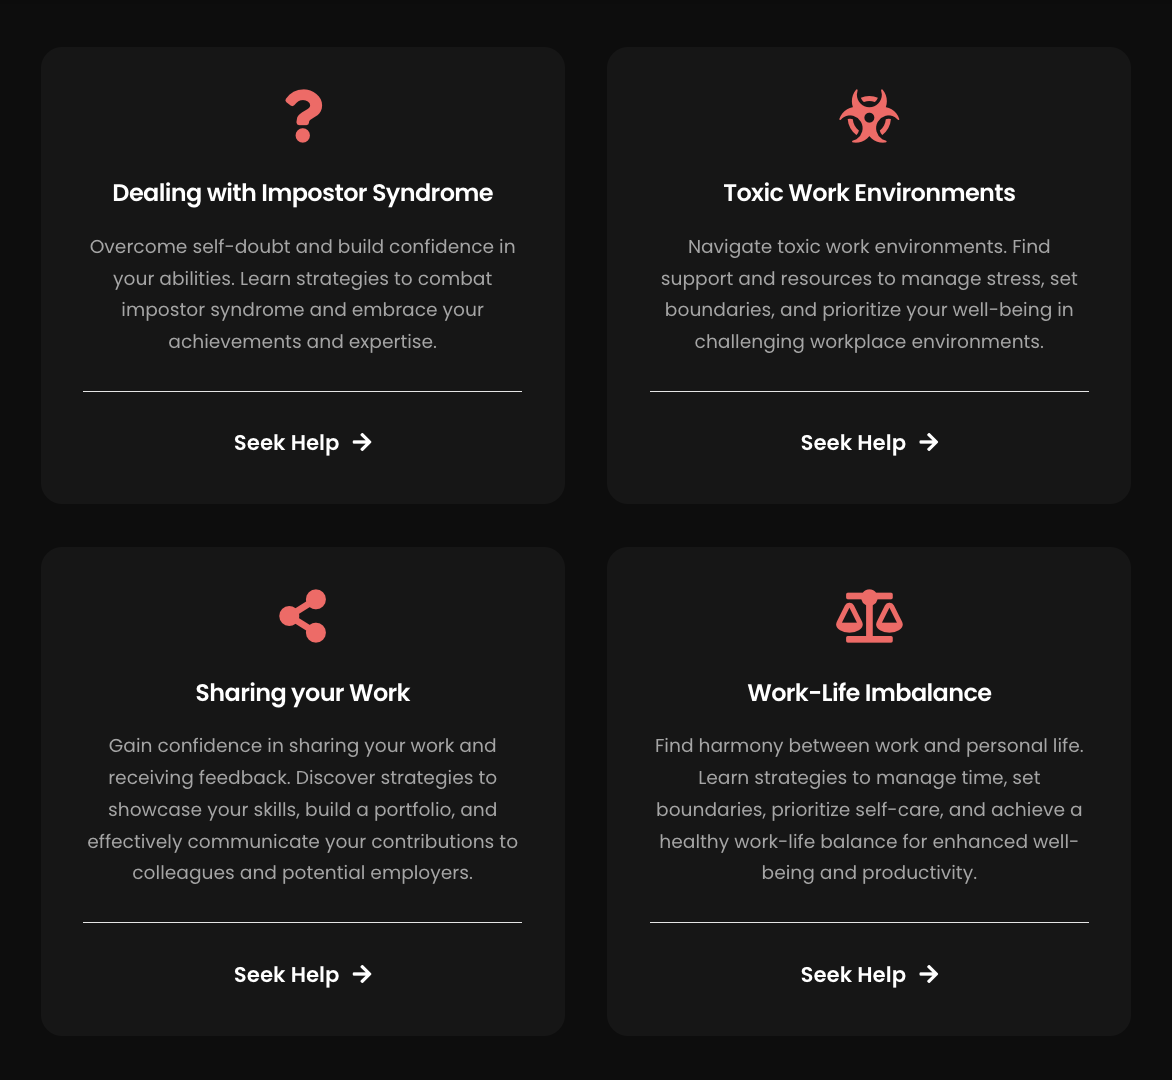 Dealing with Impostor Syndrome
Overcome self-doubt and build confidence in
your abilities. Learn strategies to combat
impostor syndrome and embrace your
achievements and expertise.
Seek Help
Toxic Work Environments
Navigate toxic work environments. Find
support and resources to manage stress, set
boundaries, and prioritize your well-being in
challenging workplace environments.
Seek Help
Sharing your Work
Gain confidence in sharing your work and
receiving feedback. Discover strategies to
showcase your skills, build a portfolio, and
effectively communicate your contributions to
colleagues and potential employers.
Seek Help
Work-Life Imbalance
Find harmony between work and personal life.
Learn strategies to manage time, set
boundaries, prioritize self-care, and achieve a
healthy work-life balance for enhanced well-
being and productivity.
Seek Help